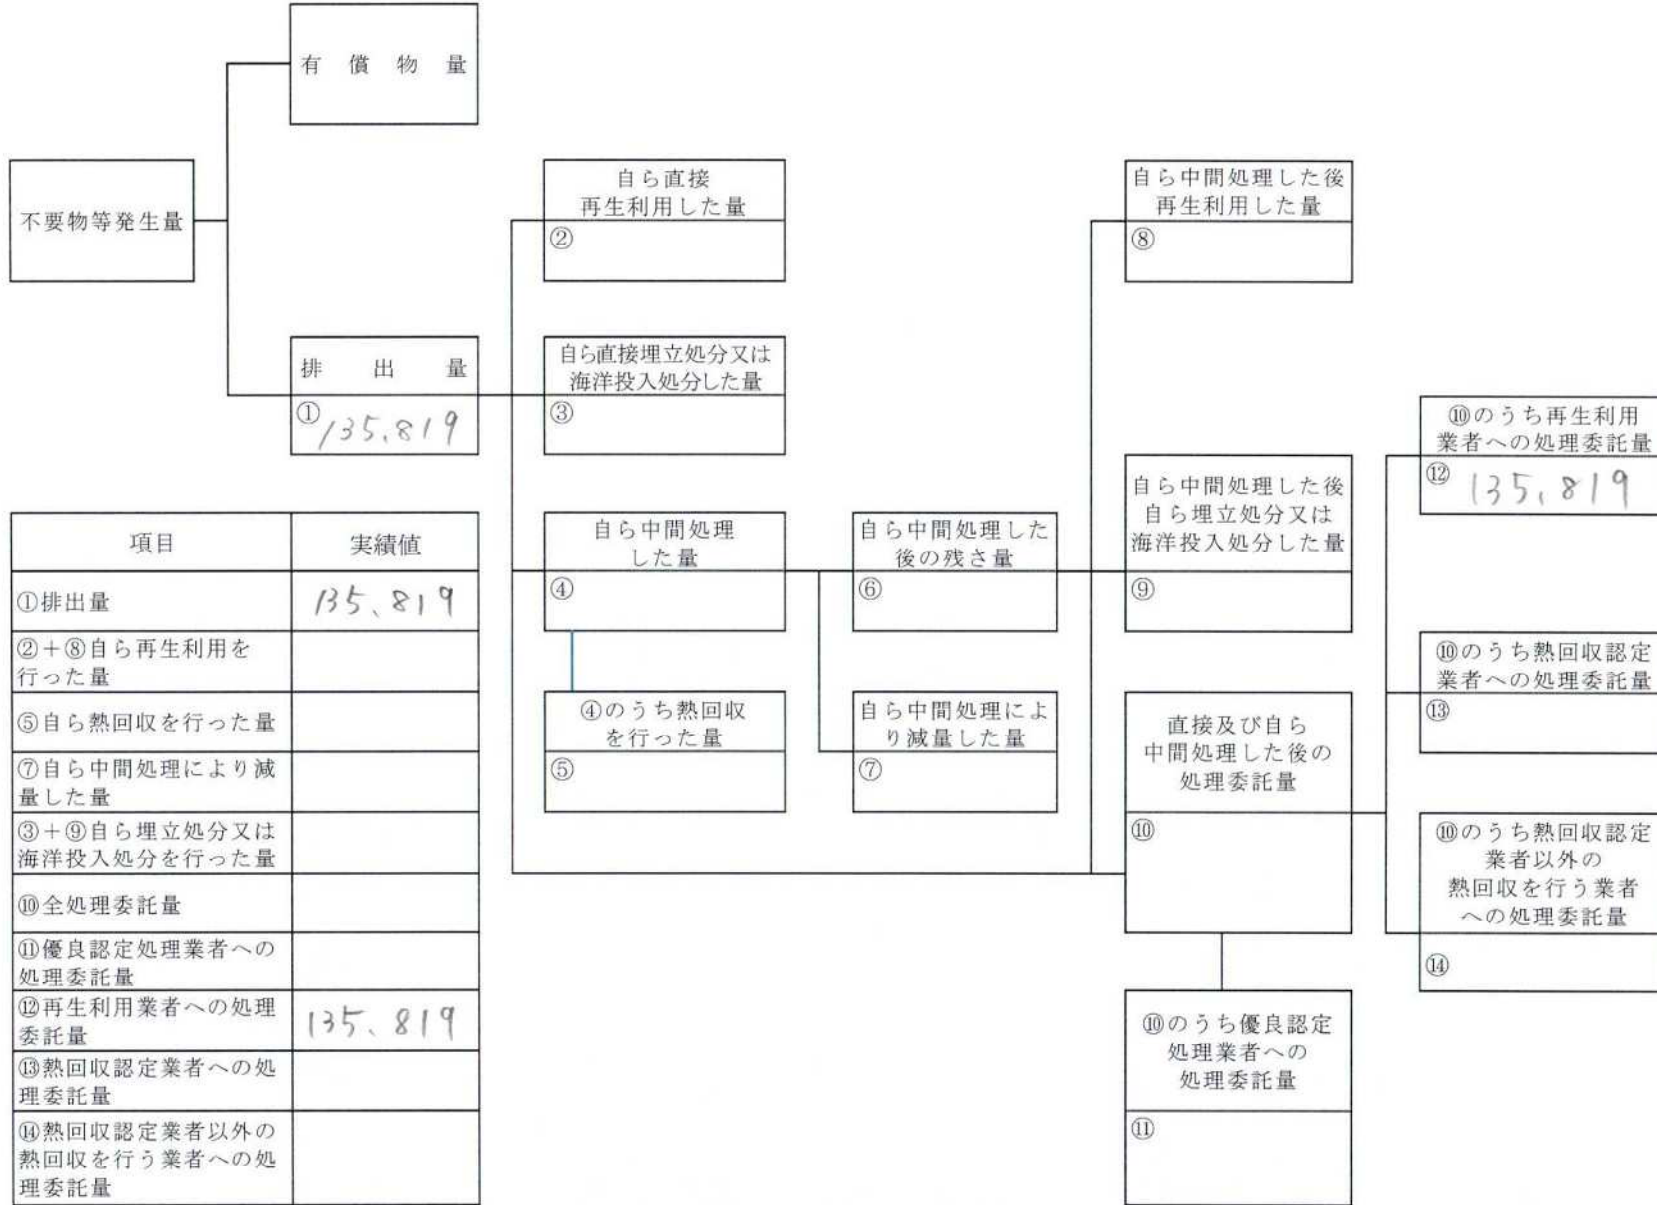 有償物量
不要物等発生量
排出量
① 135.819
自ら直接
再生利用した量
②
自ら直接埋立処分又は
海洋投入処分した量
③
自ら中間処理
した量
④
④のうち熱回収
を行った量
⑤
自ら中間処理した
後の残さ量
⑥
自ら中間処理によ
り減量した量
⑦
自ら中間処理した後
再生利用した量
⑧
自ら中間処理した後
自ら埋立処分又は
海洋投入処分した量
⑨
直接及び自ら
中間処理した後の
処理委託量
⑩
⑩のうち優良認定
処理業者への
処理委託量
⑪
⑩のうち再生利用
業者への処理委託量
⑫ 135.819
⑩のうち熱回収認定
業者への処理委託量
⑬
⑩のうち熱回収認定
業者以外の
熱回収を行う業者
への処理委託量
⑭
項目 実績値
①排出量 135.819
②+⑧自ら再生利用を
行った量
⑤自ら熱回収を行った量
⑦自ら中間処理により減
量した量
③+⑨自ら埋立処分又は
海洋投入処分を行った量
⑩全処理委託量
⑪優良認定処理業者への
処理委託量
⑫再生利用業者への処理
委託量 135.819
⑬熱回収認定業者への処
理委託量
⑭熱回収認定業者以外の
熱回収を行う業者への処
理委託量